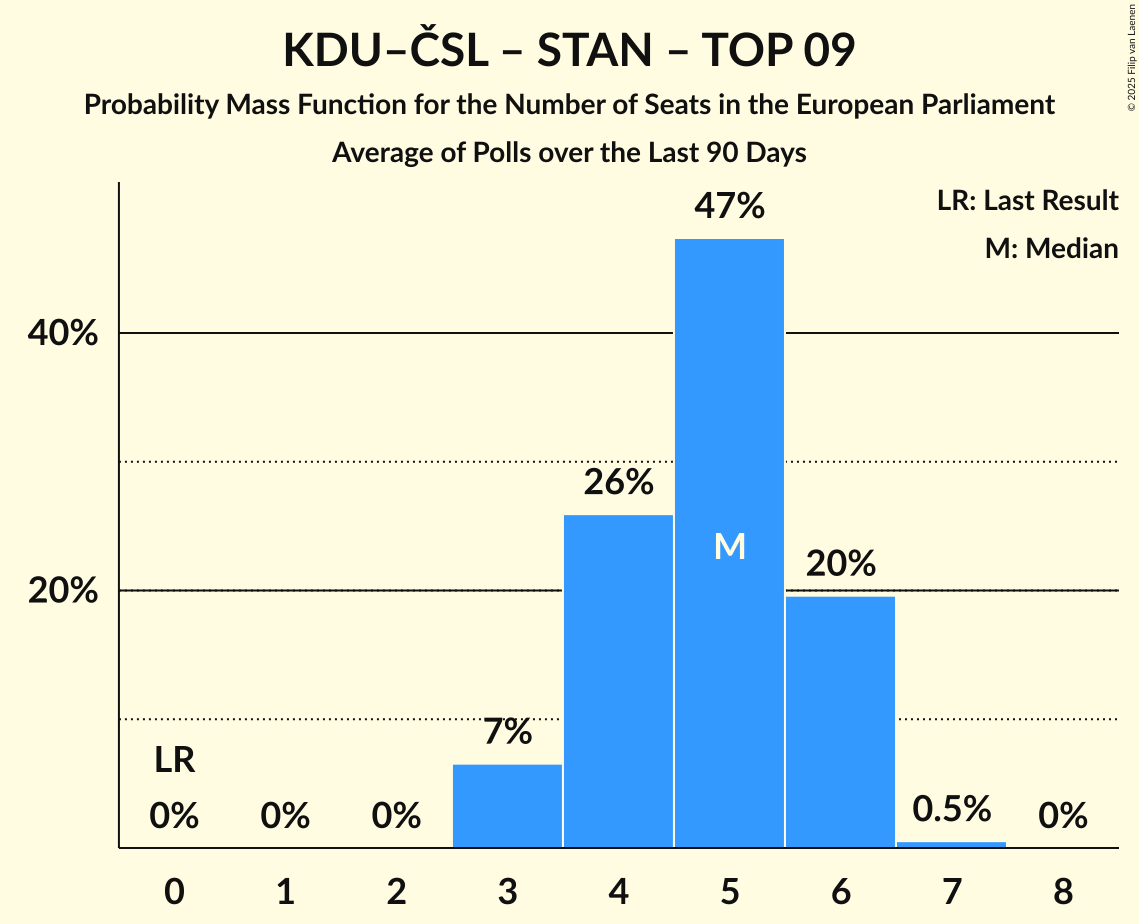 KDU–ČSL – STAN – TOP 09
Probability Mass Function for the Number of Seats in the European Parliament
Average of Polls over the Last 90 Days
© 2025 Filip van Laenen
LR: Last Result
M: Median
47%
40%
26%
M
20%
20%
7%
LR
0%
0%
0%
0.5%
0%
0 1 2 3 4 5 6 7 8